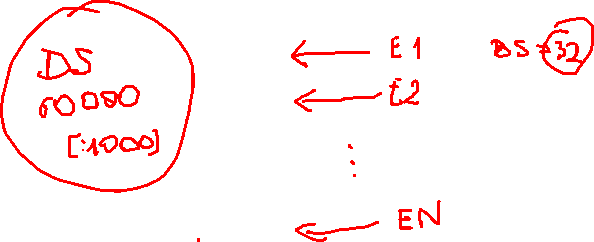 DS
60000
[:1000]
← E1
← E2
⋮
← EN
BS → 32